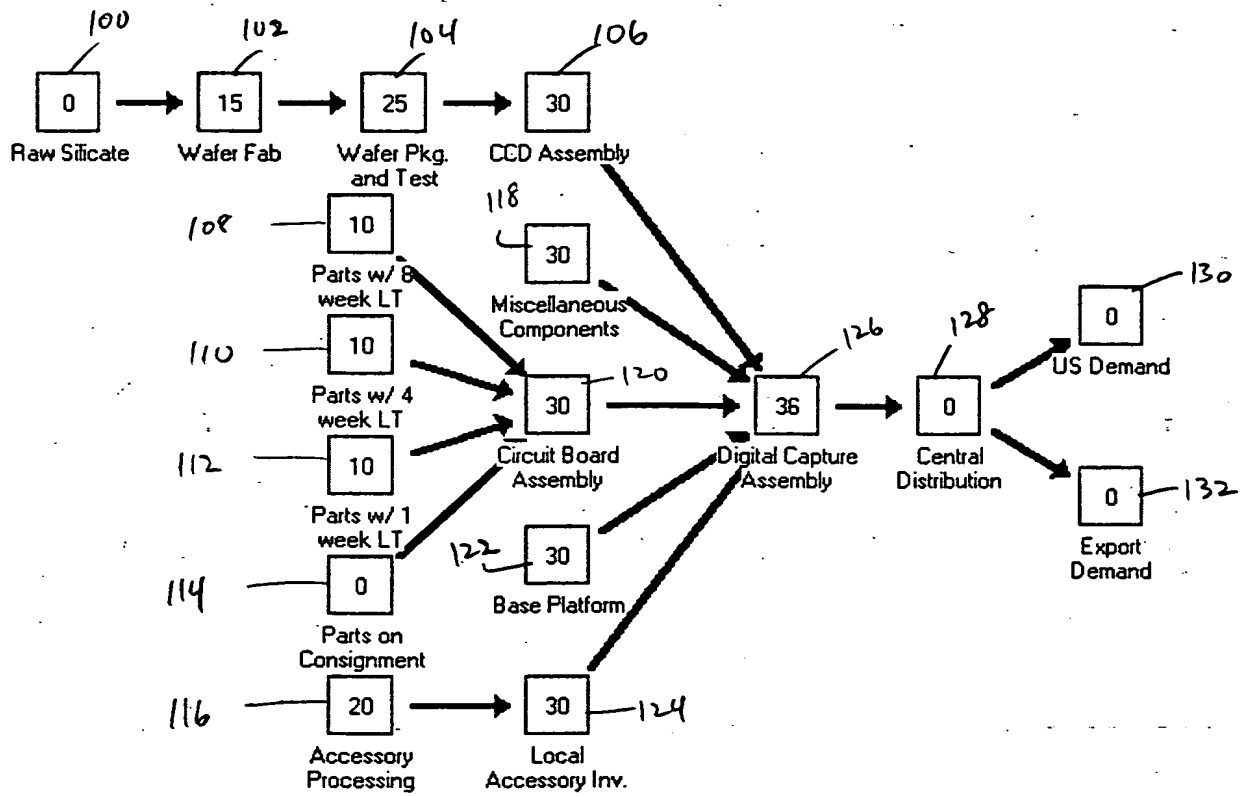 100
102
104
106
0
15
25
30
Raw Silicate
Wafer Fab
Wafer Pkg.
and Test
CCD Assembly
108
10
Parts w/ 8
week LT
118
30
Miscellaneous
Components
110
10
Parts w/ 4
week LT
120
30
Circuit Board
Assembly
126
36
Digital Capture
Assembly
128
0
Central
Distribution
130
0
US Demand
132
0
Export
Demand
112
10
Parts w/ 1
week LT
122
30
Base Platform
114
0
Parts on
Consignment
116
20
Accessory
Processing
124
30
Local
Accessory Inv.